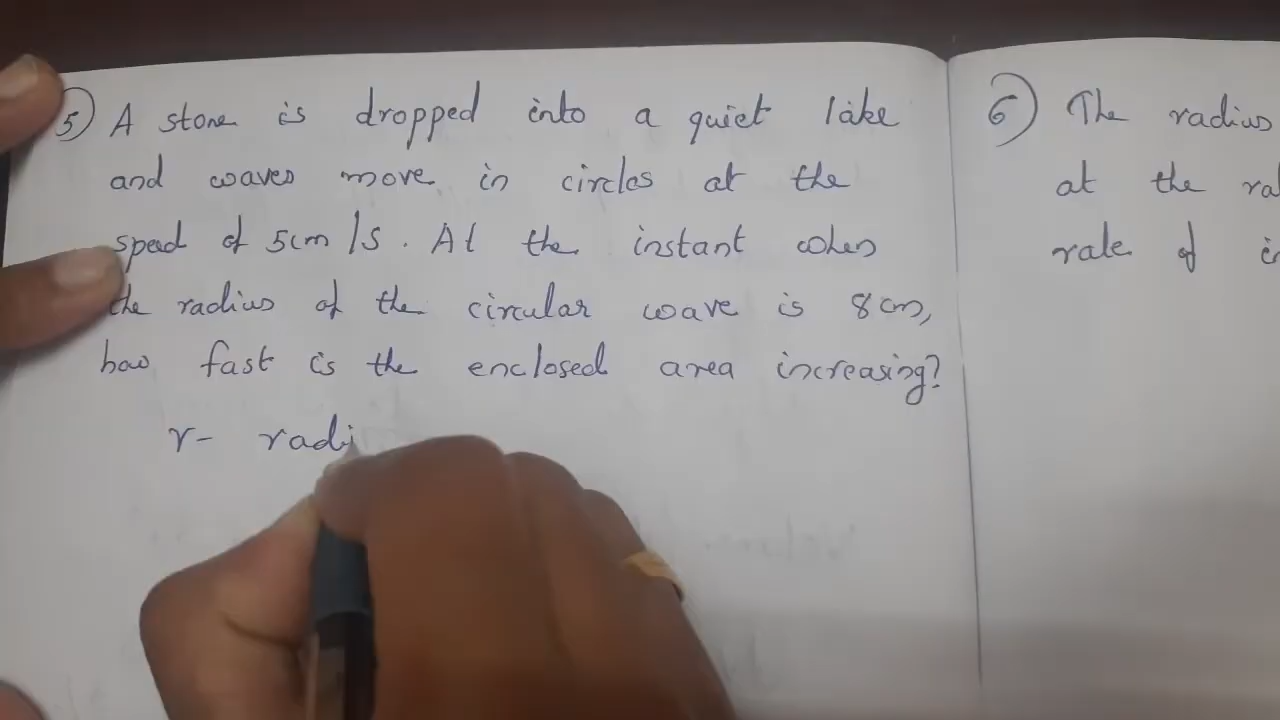 5) A stone is dropped into a quiet lake
and waves move in circles at the
speed of 5cm/s. At the instant when
the radius of the circular wave is 8cm,
how fast is the enclosed area increasing?
r- radi
6) The radius
at the
rate of